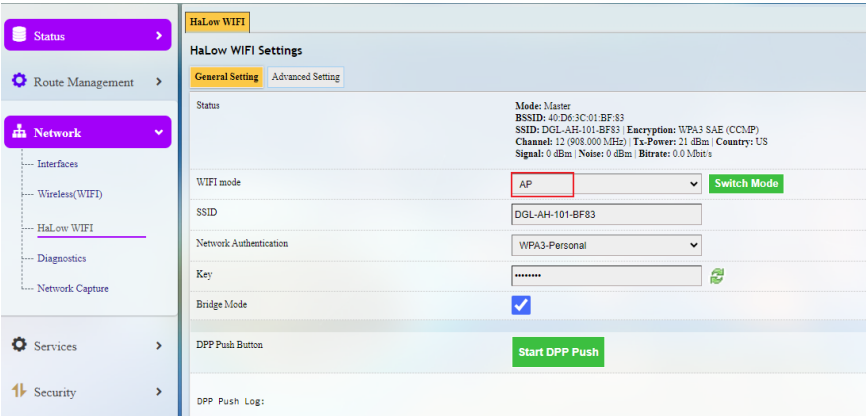 Status
Route Management
Network
Interfaces
Wireless(WIFI)
HaLow WIFI
Diagnostics
Network Capture
Services
Security
HaLow WIFI
HaLow WIFI Settings
General Setting Advanced Setting
Status
Mode: Master
BSSID: 40:D6:3C:01:BF:83
SSID: DGL-AH-101-BF83 | Encryption: WPA3 SAE (CCMP)
Channel: 12 (908.000 MHz) | Tx-Power: 21 dBm | Country: US
Signal: 0 dBm | Noise: 0 dBm | Bitrate: 0.0 Mbit/s
WIFI mode AP Switch Mode
SSID DGL-AH-101-BF83
Network Authentication WPA3-Personal
Key ••••••••
Bridge Mode
DPP Push Button Start DPP Push
DPP Push Log: